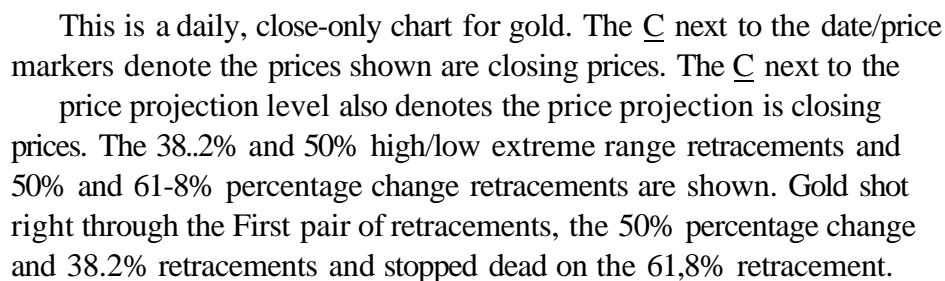 This is a daily, close-only chart for gold. The C next to the date/price
markers denote the prices shown are closing prices. The C next to the
price projection level also denotes the price projection is closing
prices. The 38..2% and 50% high/low extreme range retracements and
50% and 61-8% percentage change retracements are shown. Gold shot
right through the First pair of retracements, the 50% percentage change
and 38.2% retracements and stopped dead on the 61,8% retracement.